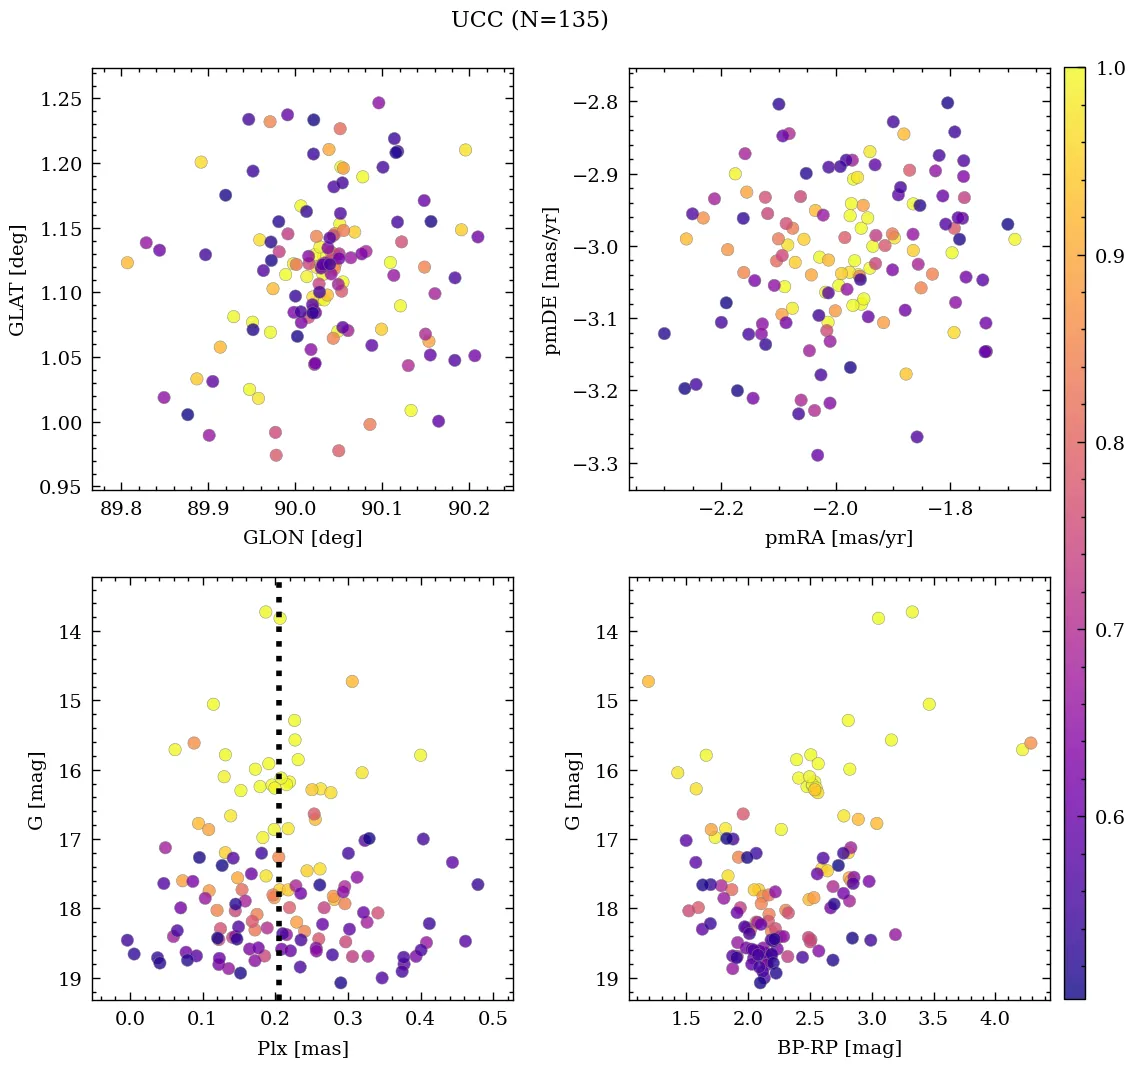 UCC (N=135)
1.25
1.20
1.15
1.10
1.05
1.00
0.95
GLAT [deg]
89.8 89.9 90.0 90.1 90.2
GLON [deg]
−2.8
−2.9
−3.0
−3.1
−3.2
−3.3
pmDE [mas/yr]
−2.2 −2.0 −1.8
pmRA [mas/yr]
1.0
0.9
0.8
0.7
0.6
14
15
16
17
18
19
G [mag]
0.0 0.1 0.2 0.3 0.4 0.5
Plx [mas]
14
15
16
17
18
19
G [mag]
1.5 2.0 2.5 3.0 3.5 4.0
BP-RP [mag]